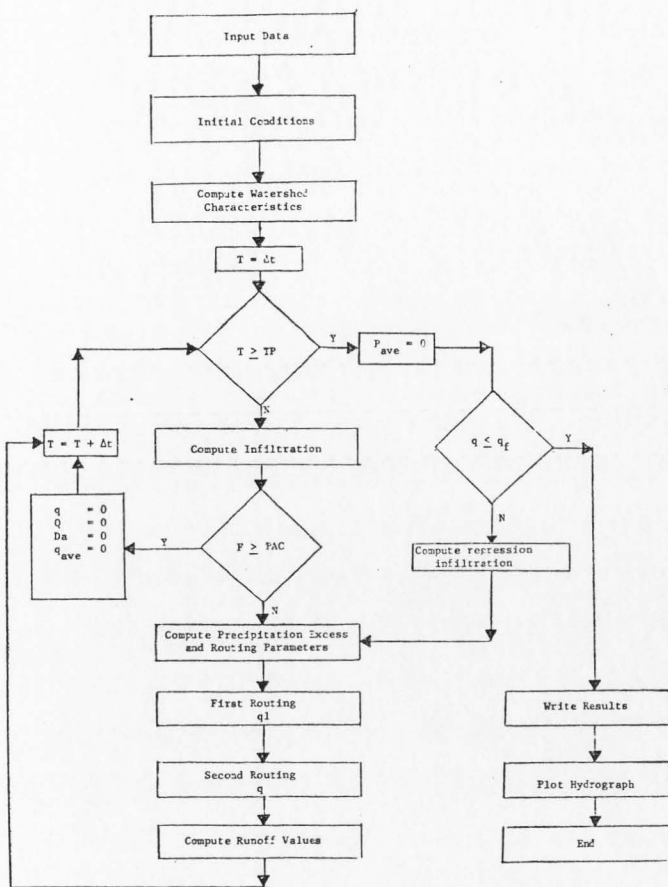 Input Data
Initial Conditions
Compute Watershed
Characteristics
T = Δt
T ≥ TP
Y
P_ave = 0
N
T = T + Δt
Compute Infiltration
q ≤ q_f
Y
q = 0
Q = 0
Da = 0
q_ave = 0
Y
F ≥ PAC
N
Compute repression
infiltration
N
Compute Precipitation Excess
and Routing Parameters
First Routing
q1
Write Results
Second Routing
q
Plot Hydrograph
Compute Runoff Values
End